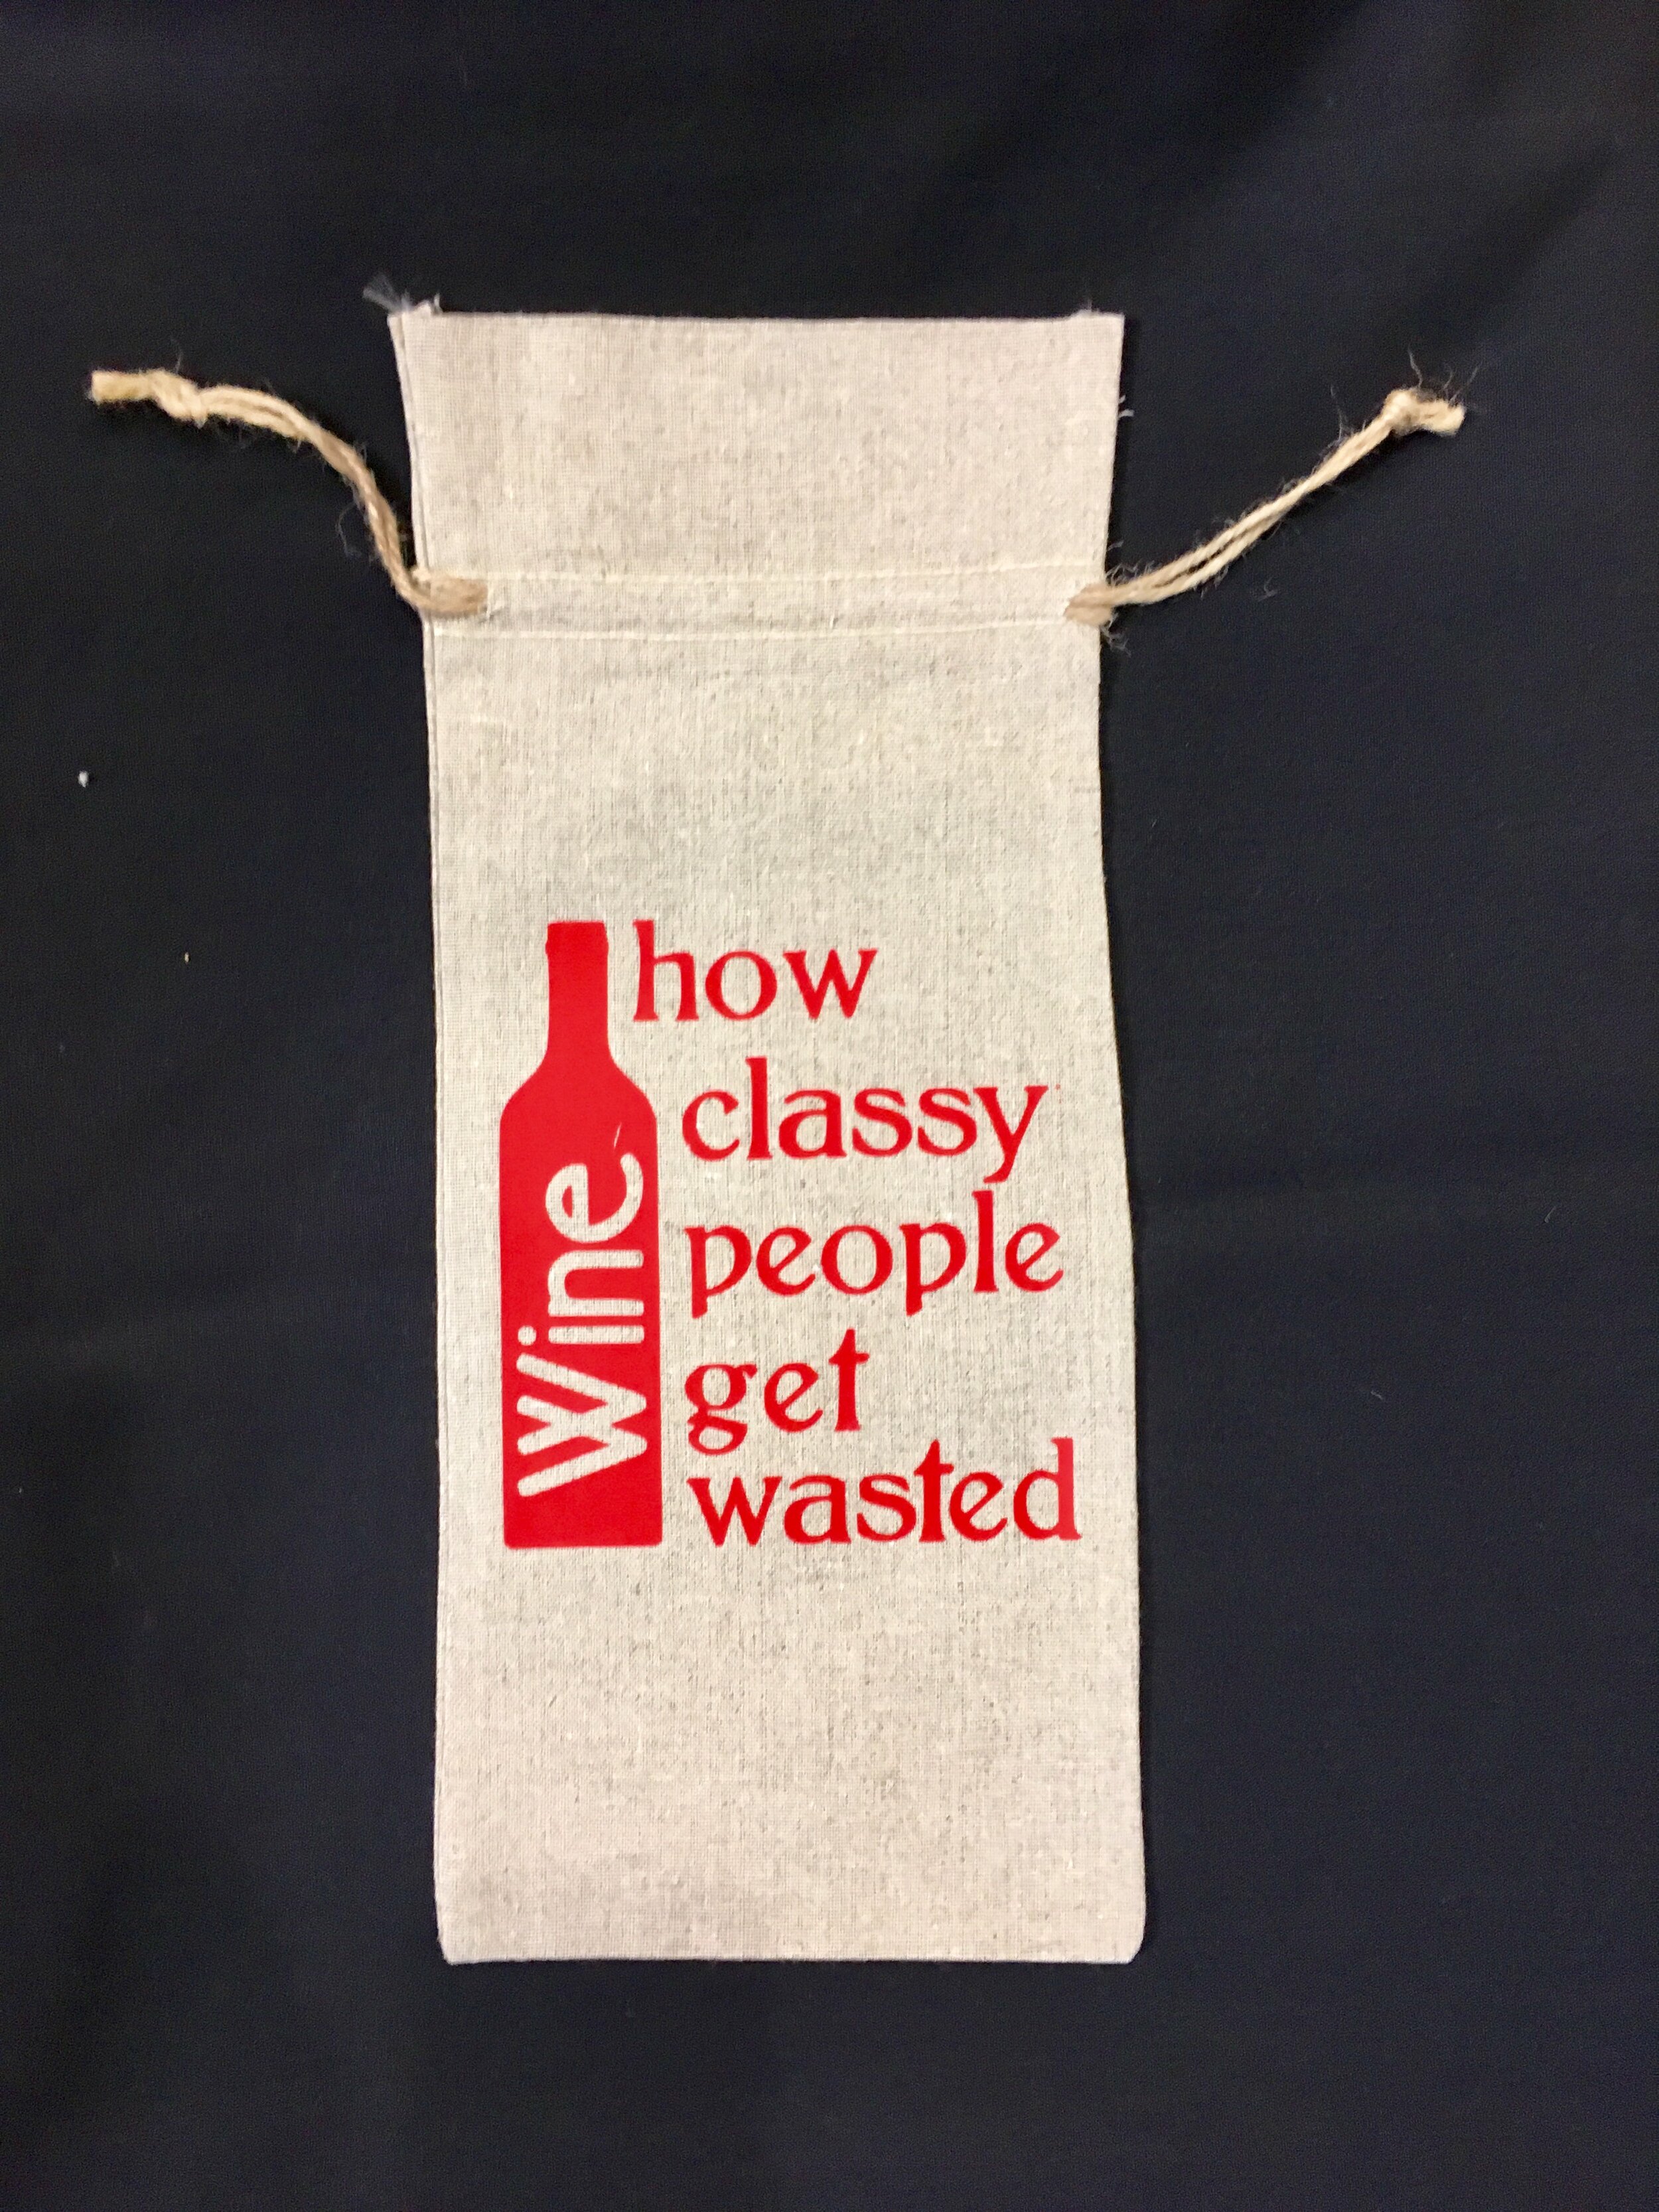 Wine
how
classy
people
get
wasted